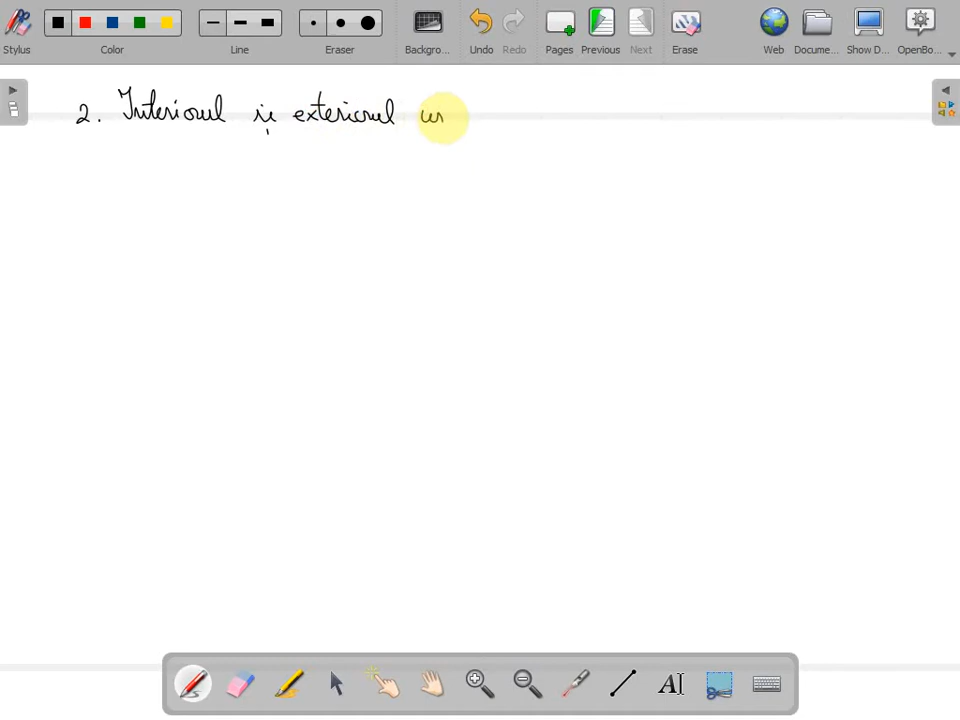 Stylus
Color
Line
Eraser
Backgro...
Undo
Redo
Pages
Previous
Next
Erase
Web
Docume...
Show D...
OpenBo...
2. Interiorul și exteriorul un